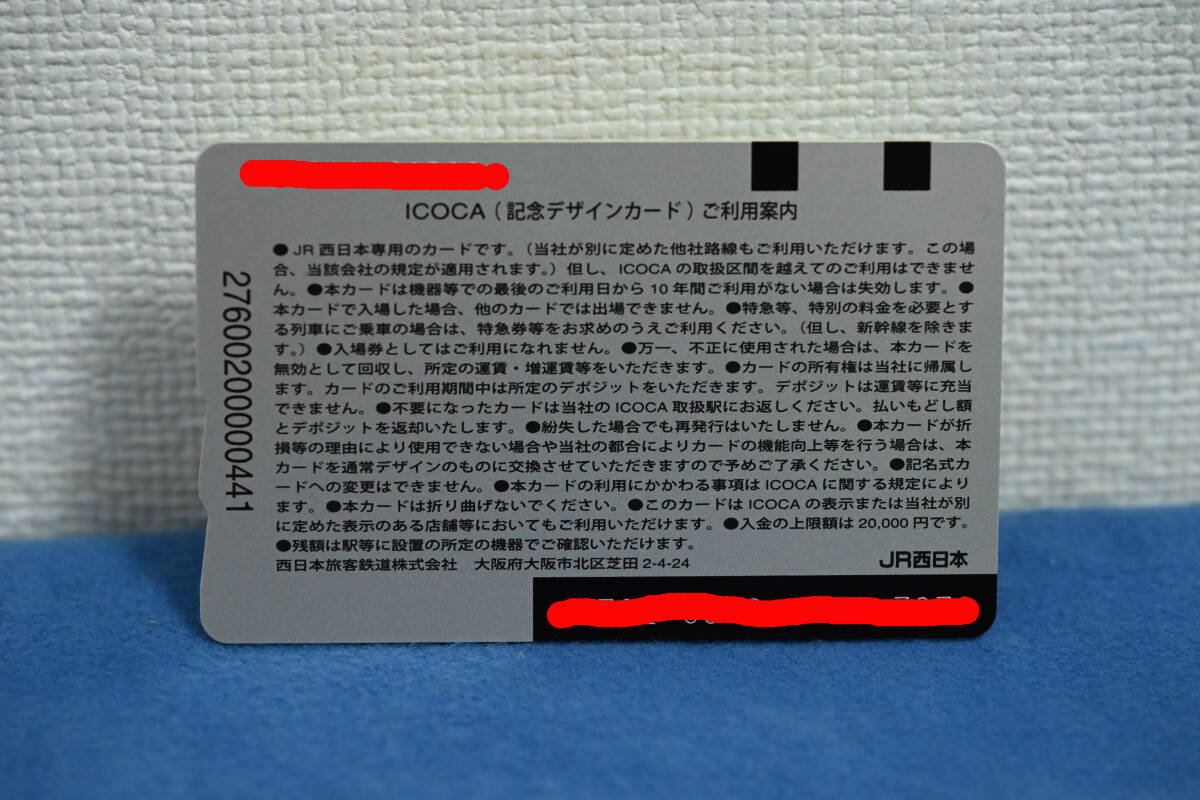 ICOCA（記念デザインカード）ご利用案内
●JR西日本専用のカードです。（当社が別に定めた他社路線もご利用いただけます。この場
合、当該会社の規定が適用されます。）但し、ICOCAの取扱区間を越えてのご利用はできませ
ん。●本カードは機器等での最後のご利用日から10年間ご利用がない場合は失効します。●
本カードで入場した場合、他のカードでは出場できません。●特急等、特別の料金を必要とす
る列車にご乗車の場合は、特急券等をお求めのうえご利用ください。（但し、新幹線を除きま
す。）●入場券としてはご利用になれません。●万一、不正に使用された場合は、本カードを
無効として回収し、所定の運賃・増運賃等をいただきます。●カードの所有権は当社に帰属し
ます。カードのご利用期間中は所定のデポジットをいただきます。デポジットは運賃等に充当
できません。●不要になったカードは当社のICOCA取扱駅にお返しください。払いもどし額
とデポジットを返却いたします。●紛失した場合でも再発行はいたしません。●本カードが折
損等の理由により使用できない場合や当社の都合によりカードの機能向上等を行う場合は、本
カードを通常デザインのものに交換させていただきますので予めご了承ください。●記名式カ
ードへの変更はできません。●本カードの利用にかかわる事項はICOCAに関する規定により
ます。●本カードは折り曲げないでください。●このカードはICOCAの表示または当社が別
に定めた表示のある店舗等においてもご利用いただけます。●入金の上限額は20,000円です。
●残額は駅等に設置の所定の機器でご確認いただけます。
西日本旅客鉄道株式会社　大阪府大阪市北区芝田2-4-24
JR西日本
27600200000441